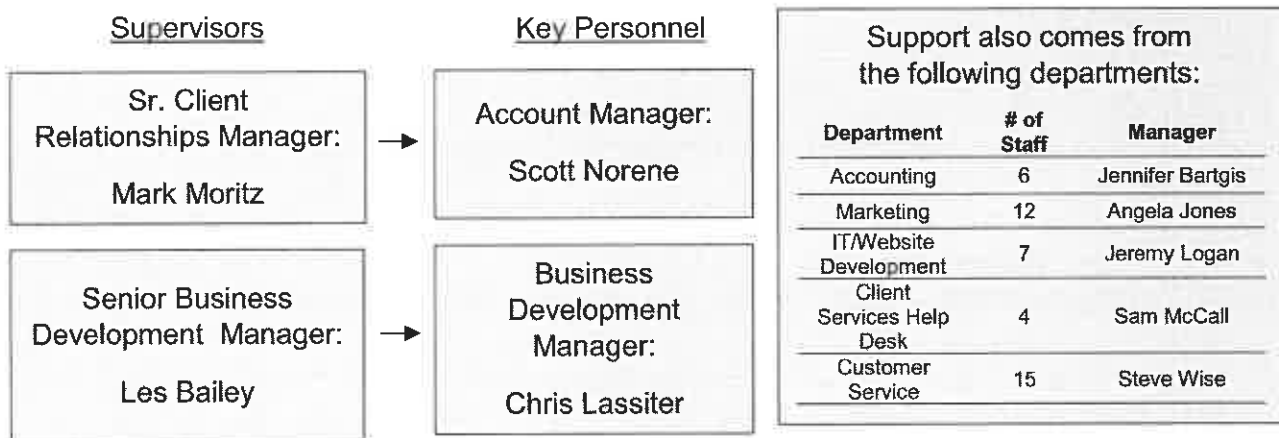 Supervisors
Sr. Client
Relationships Manager:
Mark Moritz
Senior Business
Development Manager:
Les Bailey
Key Personnel
Account Manager:
Scott Norene
Business
Development
Manager:
Chris Lassiter
Support also comes from
the following departments:
Department # of Staff Manager
Accounting 6 Jennifer Bartgis
Marketing 12 Angela Jones
IT/Website
Development 7 Jeremy Logan
Client
Services Help
Desk 4 Sam McCall
Customer
Service 15 Steve Wise